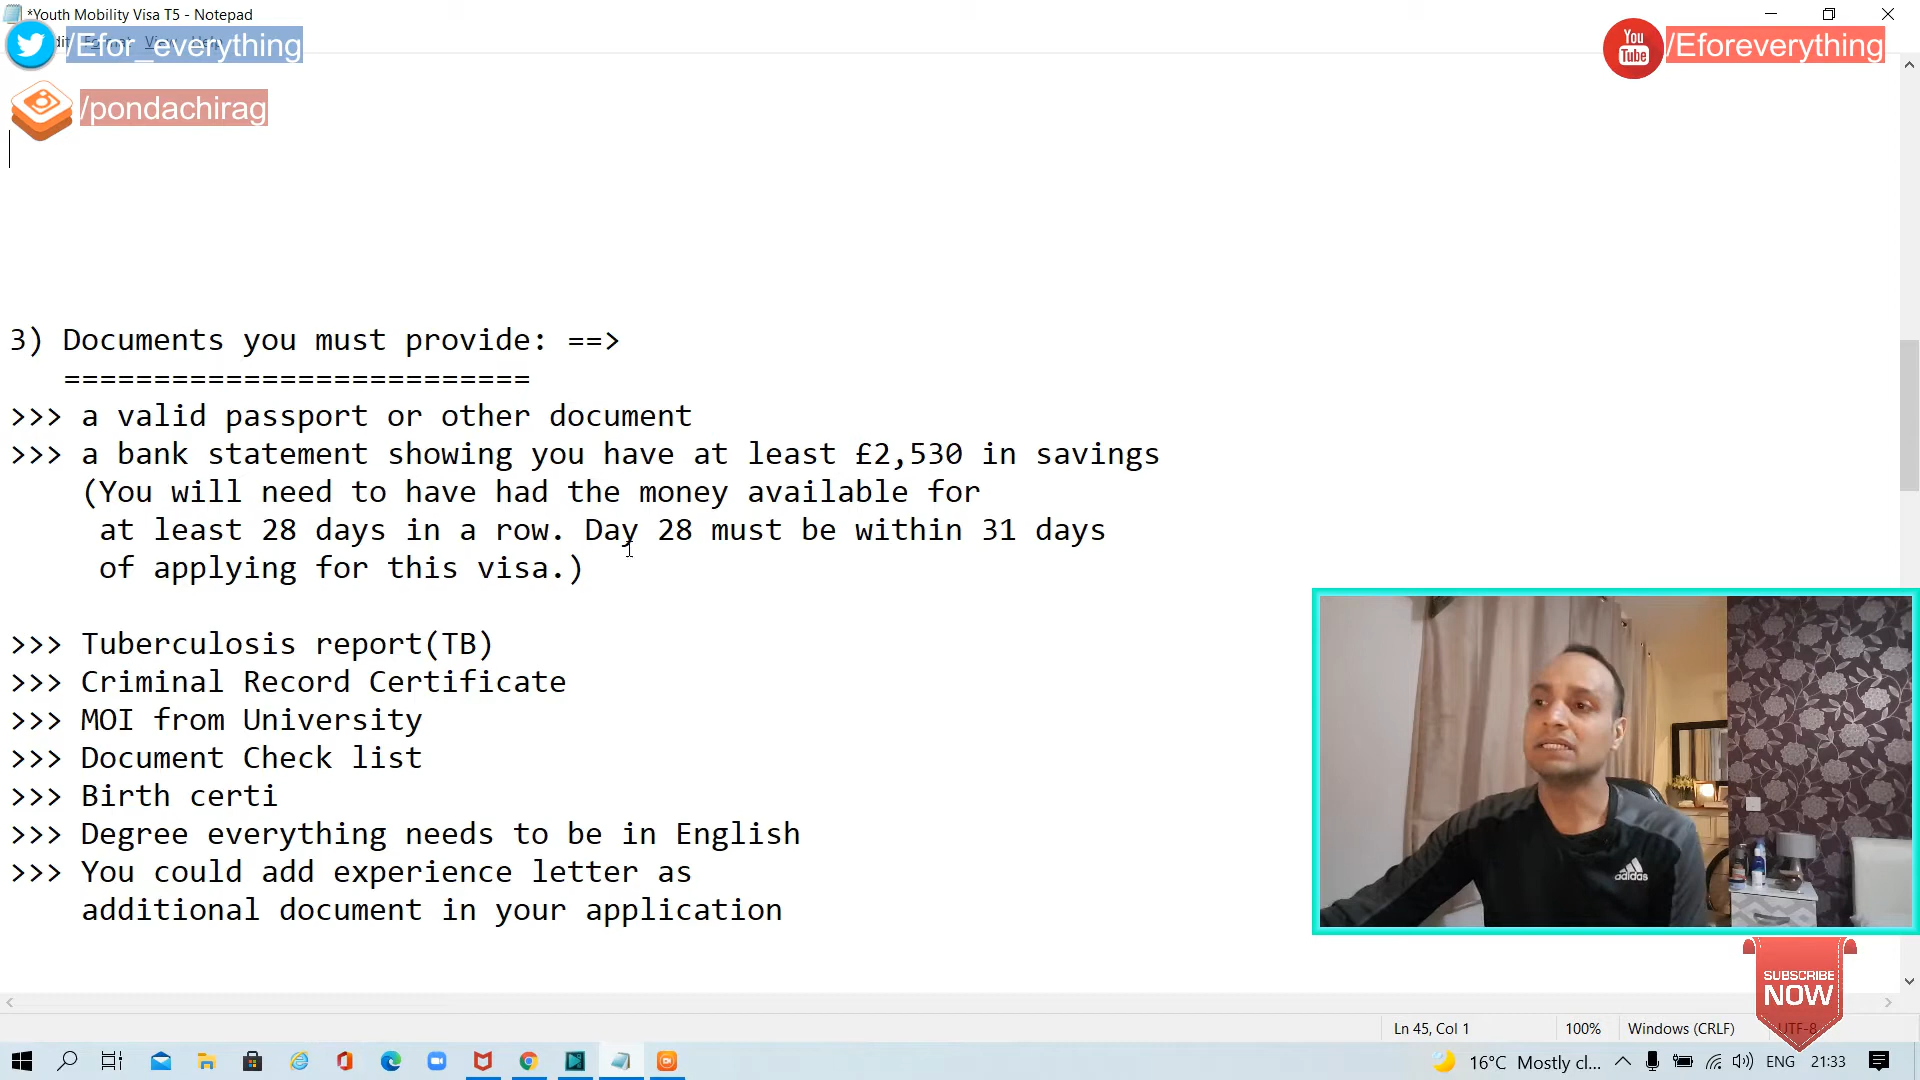 *Youth Mobility Visa T5 - Notepad
/Efor_everything
You
Tube
/Eforeverything
/pondachirag
3) Documents you must provide: ==>
==========================
>>> a valid passport or other document
>>> a bank statement showing you have at least £2,530 in savings
(You will need to have had the money available for
at least 28 days in a row. Day 28 must be within 31 days
of applying for this visa.)
>>> Tuberculosis report(TB)
>>> Criminal Record Certificate
>>> MOI from University
>>> Document Check list
>>> Birth certi
>>> Degree everything needs to be in English
>>> You could add experience letter as
additional document in your application
adidas
SUBSCRIBE
NOW
Ln 45, Col 1
100%
Windows (CRLF)
UTF-8
16°C Mostly cl...
ENG
21:33